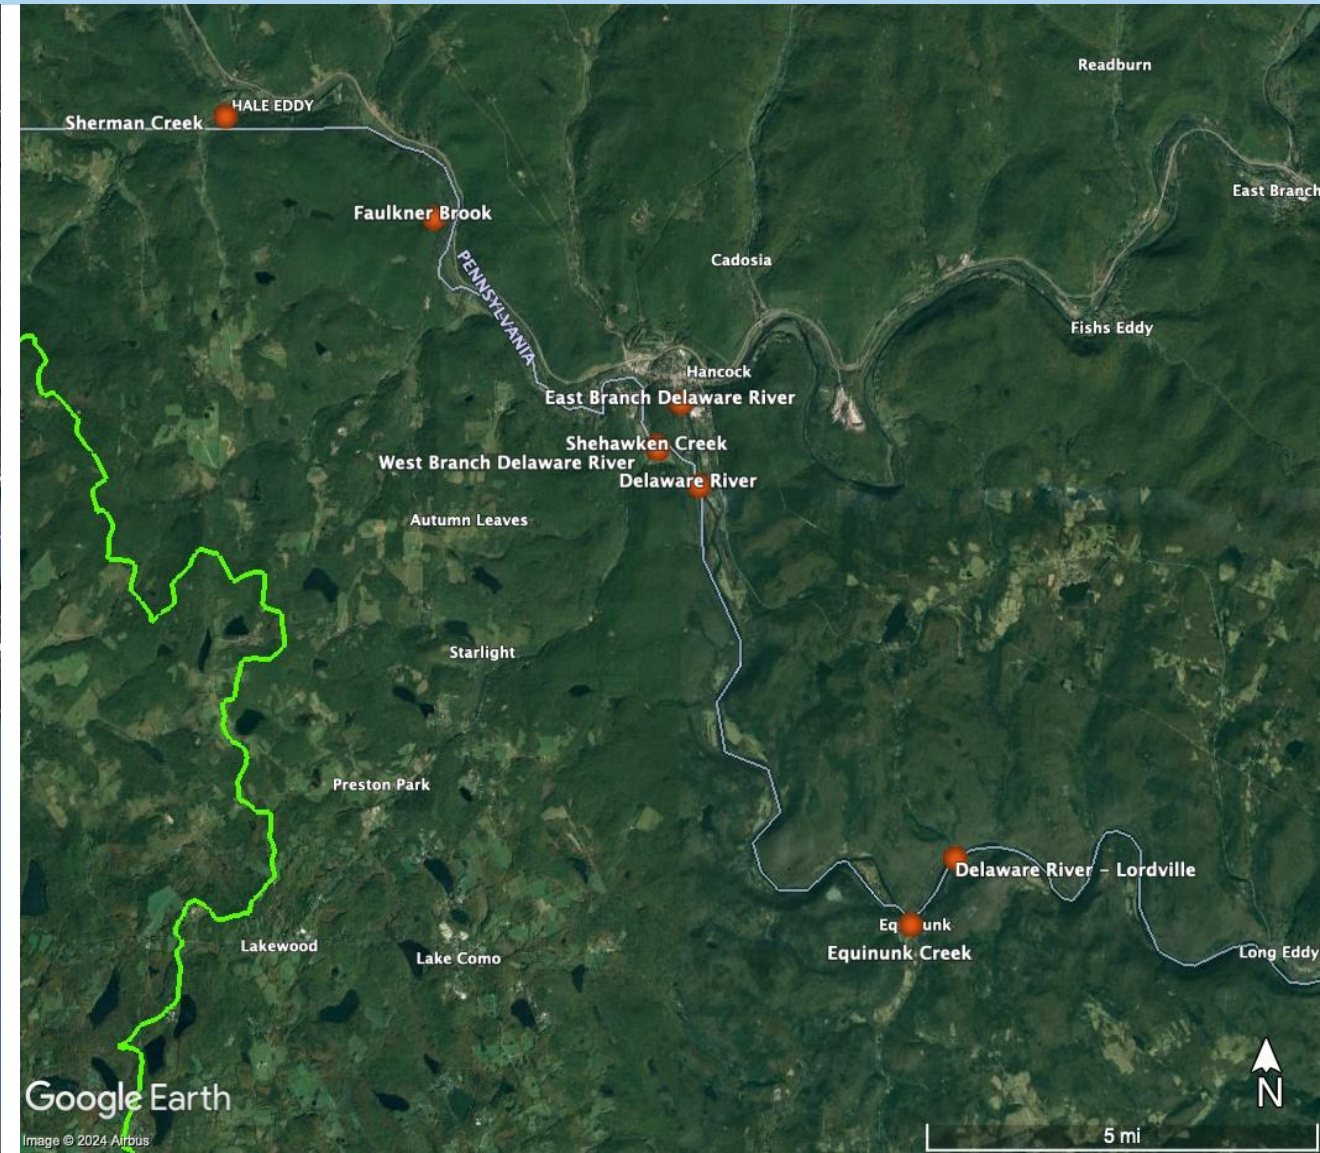 Readburn
HALE EDDY
Sherman Creek
East Branch
Faulkner Brook
PENNSYLVANIA
Cadosia
Fishs Eddy
Hancock
East Branch Delaware River
Shehawken Creek
West Branch Delaware River
Delaware River
Autumn Leaves
Starlight
Preston Park
Delaware River – Lordville
Equinunk Creek
Lakewood
Lake Como
Long Eddy
Google Earth
N
Image © 2024 Airbus
5 mi